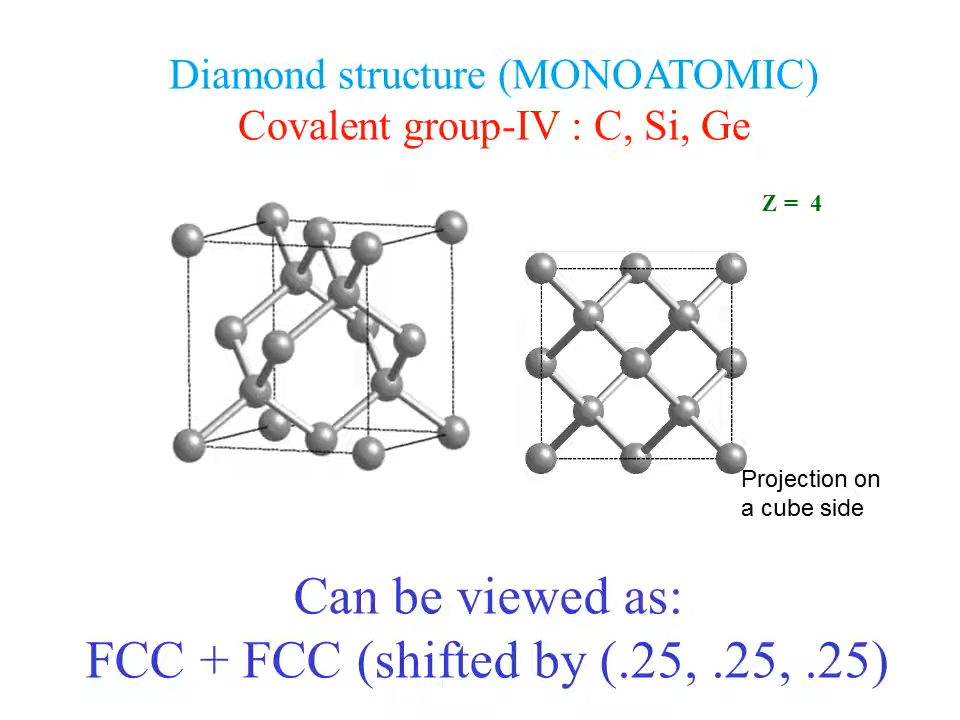 Diamond structure (MONOATOMIC)
Covalent group-IV : C, Si, Ge
Z = 4
Projection on
a cube side
Can be viewed as:
FCC + FCC (shifted by (.25, .25, .25)